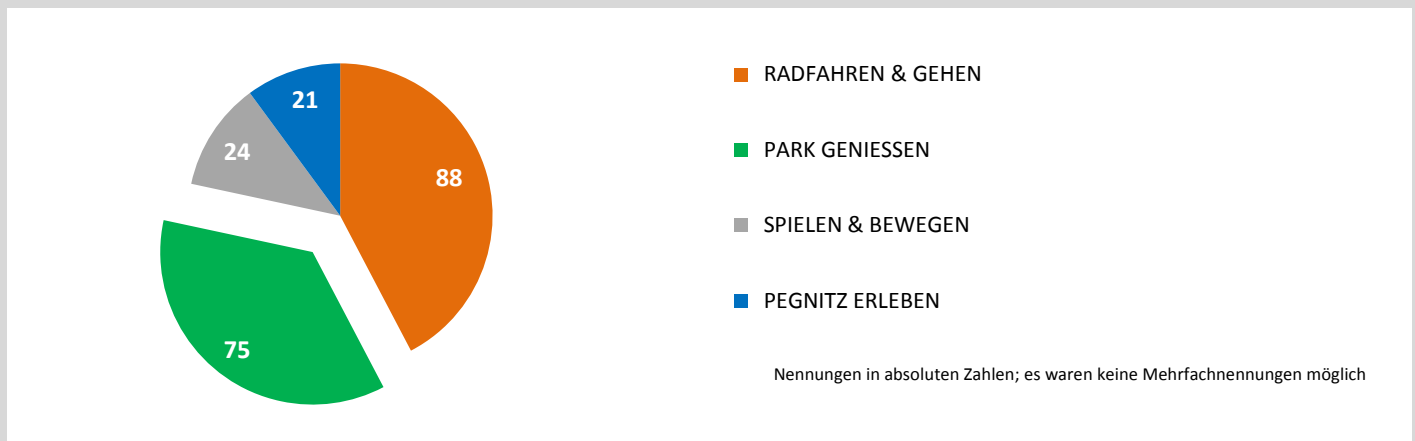 21
24
88
75
RADFAHREN & GEHEN
PARK GENIESSEN
SPIELEN & BEWEGEN
PEGNITZ ERLEBEN
Nennungen in absoluten Zahlen; es waren keine Mehrfachnennungen möglich